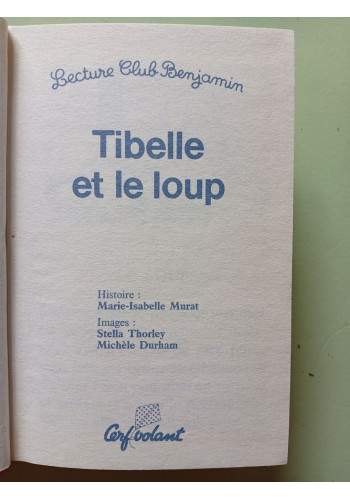 Lecture Club Benjamin
Tibelle
et le loup
Histoire :
Marie-Isabelle Murat
Images :
Stella Thorley
Michèle Durham
Cerf volant